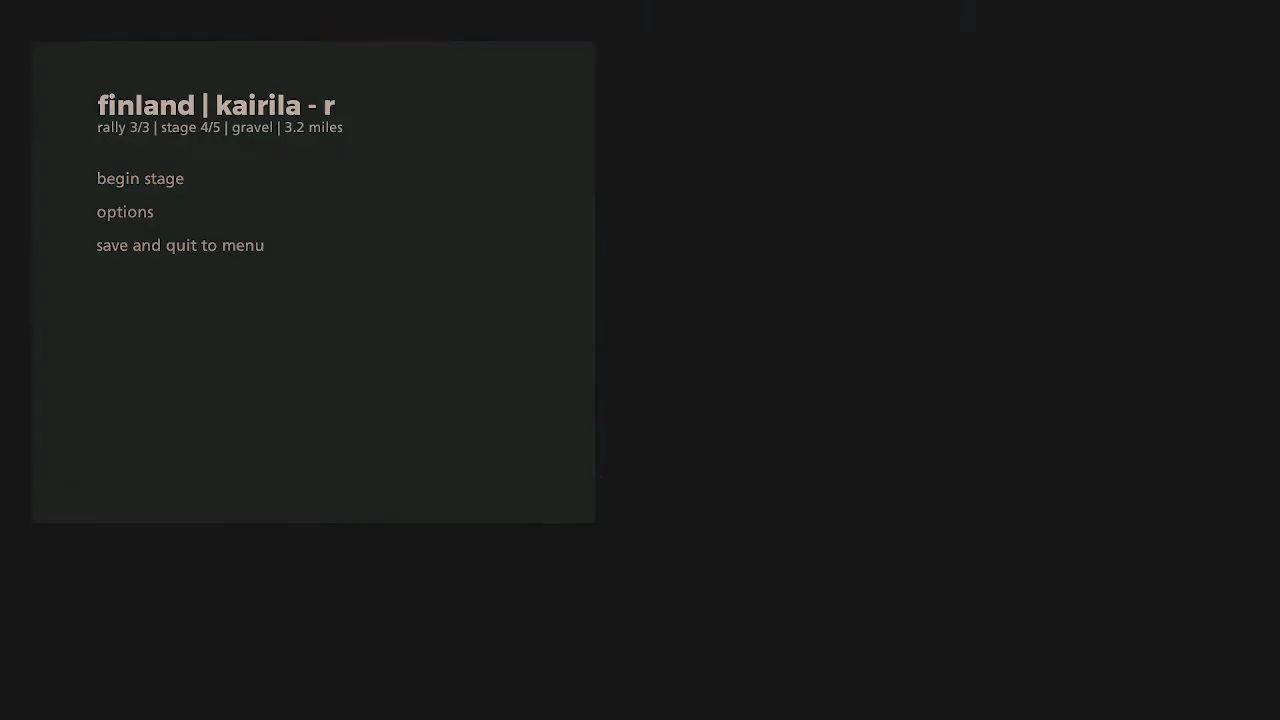 finland | kairila - r
rally 3/3 | stage 4/5 | gravel | 3.2 miles
begin stage
options
save and quit to menu